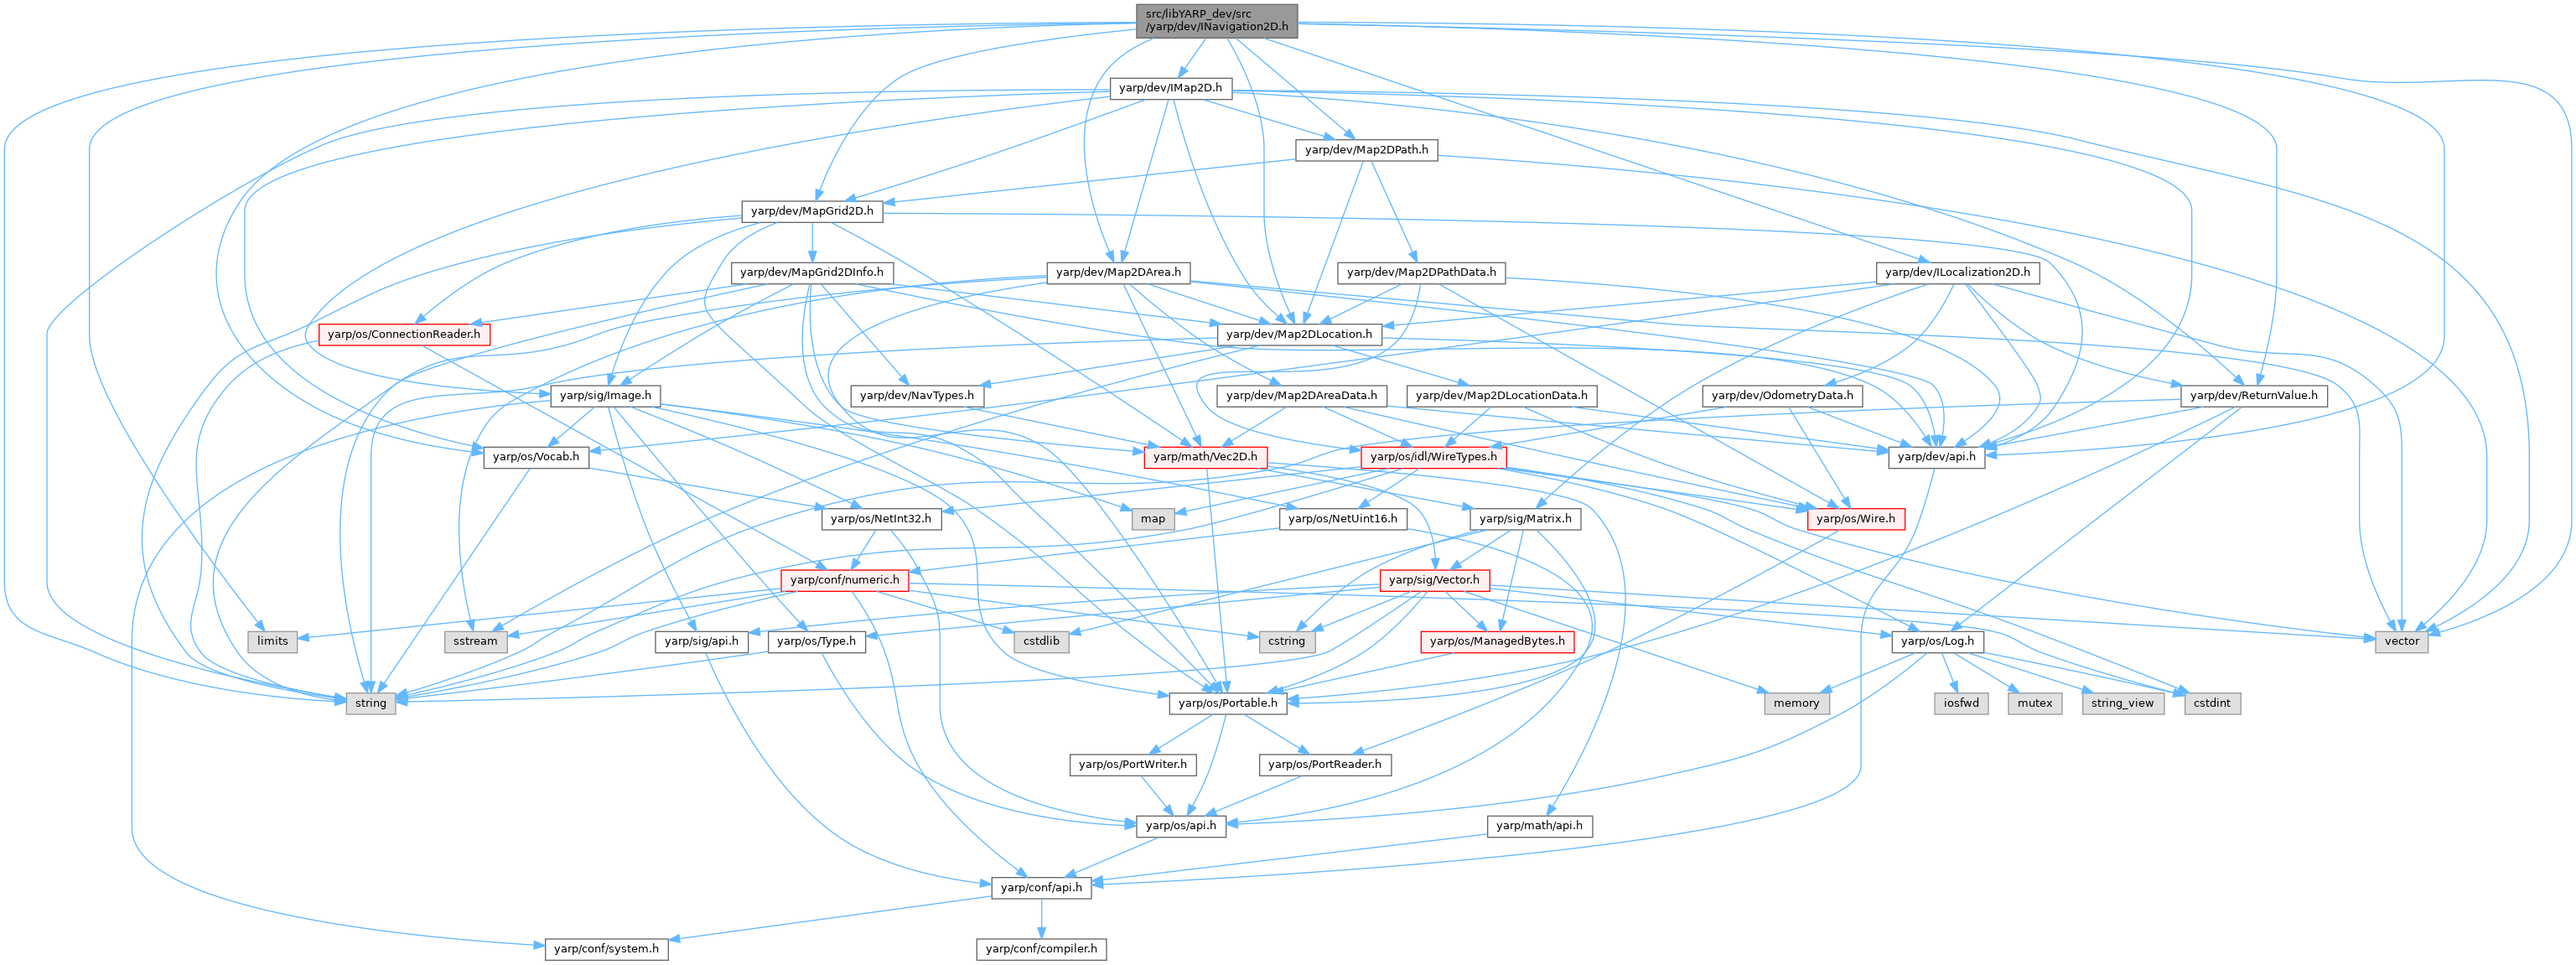 src/libYARP_dev/src
/yarp/dev/INavigation2D.h
yarp/dev/IMap2D.h
yarp/dev/Map2DPath.h
yarp/dev/MapGrid2D.h
yarp/dev/MapGrid2DInfo.h
yarp/dev/Map2DArea.h
yarp/dev/Map2DPathData.h
yarp/dev/ILocalization2D.h
yarp/os/ConnectionReader.h
yarp/dev/Map2DLocation.h
yarp/sig/Image.h
yarp/dev/NavTypes.h
yarp/dev/Map2DAreaData.h
yarp/dev/Map2DLocationData.h
yarp/dev/OdometryData.h
yarp/dev/ReturnValue.h
yarp/os/Vocab.h
yarp/math/Vec2D.h
yarp/os/idl/WireTypes.h
yarp/dev/api.h
yarp/os/NetInt32.h
map
yarp/os/NetUint16.h
yarp/sig/Matrix.h
yarp/os/Wire.h
yarp/conf/numeric.h
yarp/sig/Vector.h
limits
sstream
yarp/sig/api.h
yarp/os/Type.h
cstdlib
cstring
yarp/os/ManagedBytes.h
yarp/os/Log.h
vector
string
yarp/os/Portable.h
memory
iosfwd
mutex
string_view
cstdint
yarp/os/PortWriter.h
yarp/os/PortReader.h
yarp/os/api.h
yarp/math/api.h
yarp/conf/api.h
yarp/conf/system.h
yarp/conf/compiler.h